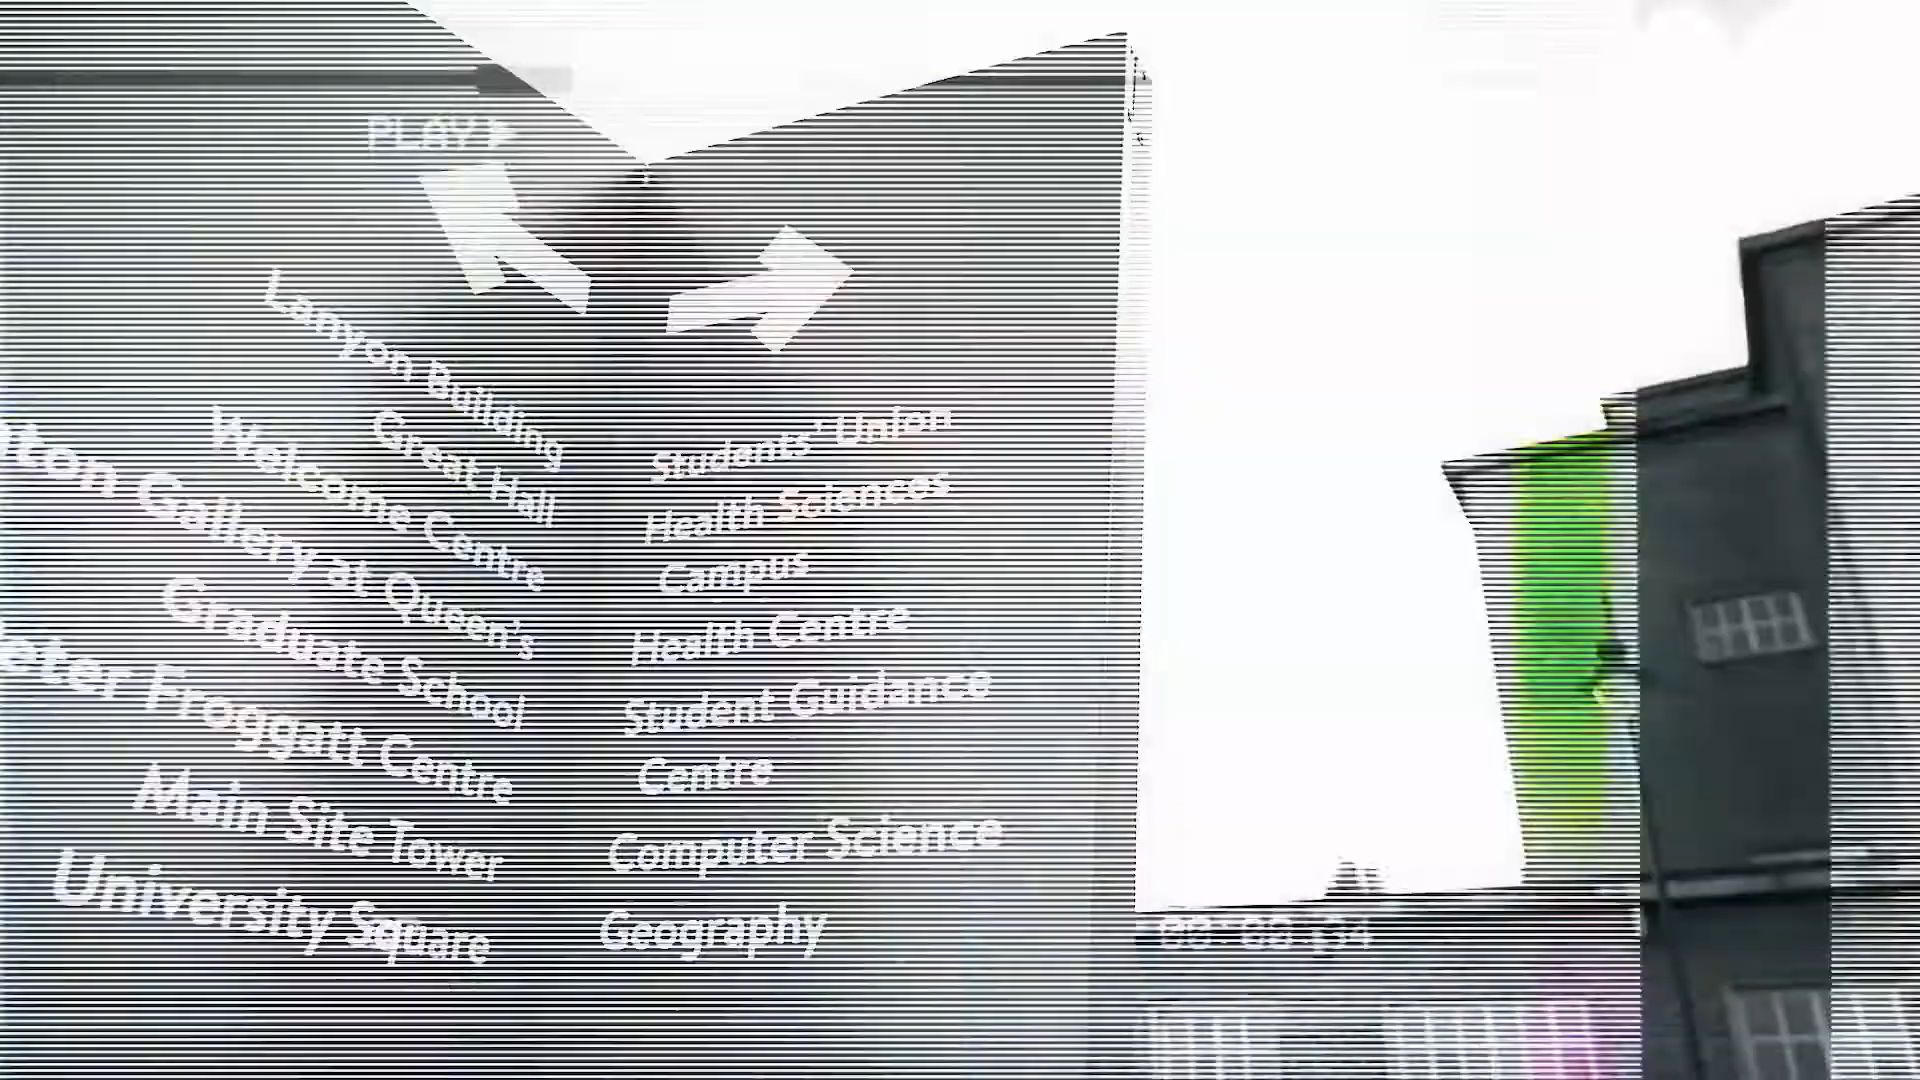 PLAY
Lanyon Building
Great Hall
Welcome Centre
Gallery at Queen's
Graduate School
Froggatt Centre
Main Site Tower
University Square
Students' Union
Health Sciences
Campus
Health Centre
Student Guidance
Centre
Computer Science
Geography